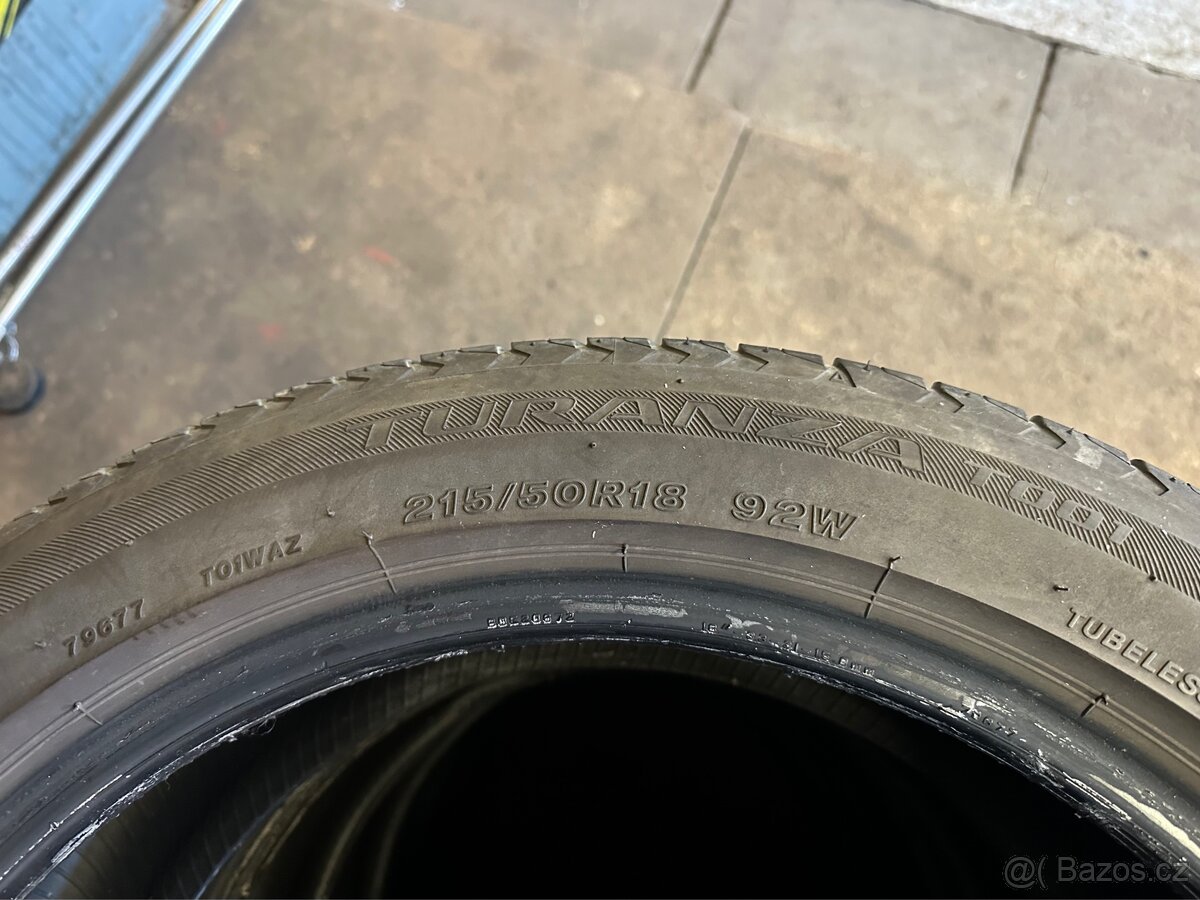 TURANZA T001
215/50R18 92W
79677 T01WAZ
TUBELESS
@( Bazos.cz